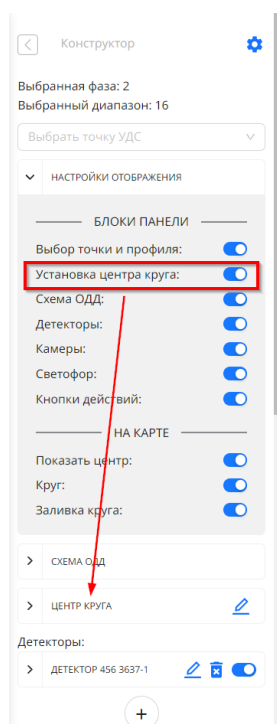 Конструктор
Выбранная фаза: 2
Выбранный диапазон: 16
Выбрать точку УДС
НАСТРОЙКИ ОТОБРАЖЕНИЯ
БЛОКИ ПАНЕЛИ
Выбор точки и профиля:
Установка центра круга:
Схема ОДД:
Детекторы:
Камеры:
Светофор:
Кнопки действий:
НА КАРТЕ
Показать центр:
Круг:
Заливка круга:
СХЕМА ОДД
ЦЕНТР КРУГА
Детекторы:
ДЕТЕКТОР 456 3637-1